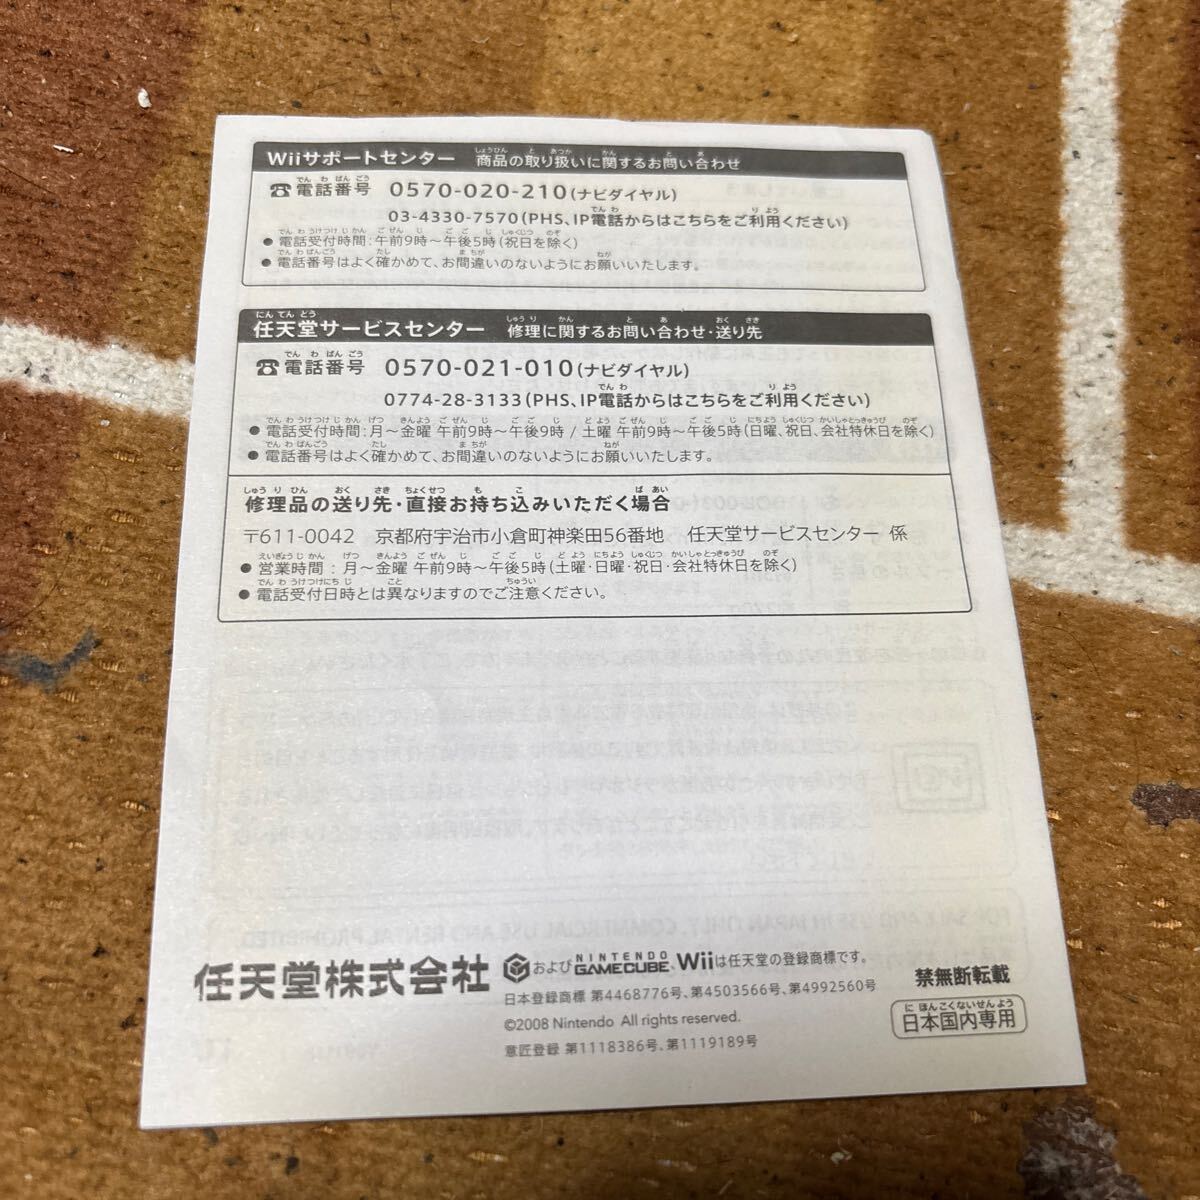 Wiiサポートセンター 商品の取り扱いに関するお問い合わせ
☎電話番号 0570-020-210(ナビダイヤル)
03-4330-7570(PHS、IP電話からはこちらをご利用ください)
●電話受付時間:午前9時～午後5時(祝日を除く)
●電話番号はよく確かめて、お間違いのないようにお願いいたします。
任天堂サービスセンター 修理に関するお問い合わせ・送り先
☎電話番号 0570-021-010(ナビダイヤル)
0774-28-3133(PHS、IP電話からはこちらをご利用ください)
●電話受付時間:月～金曜 午前9時～午後9時 / 土曜 午前9時～午後5時(日曜、祝日、会社特休日を除く)
●電話番号はよく確かめて、お間違いのないようにお願いいたします。
修理品の送り先・直接お持ち込みいただく場合
〒611-0042 京都府宇治市小倉町神楽田56番地 任天堂サービスセンター 係
●営業時間:月～金曜 午前9時～午後5時(土曜・日曜・祝日・会社特休日を除く)
●電話受付日時とは異なりますのでご注意ください。
任天堂株式会社
および NINTENDO GAMECUBE、Wiiは任天堂の登録商標です。
日本登録商標 第4468776号、第4503566号、第4992560号
©2008 Nintendo All rights reserved.
意匠登録 第1118386号、第1119189号
禁無断転載
日本国内専用